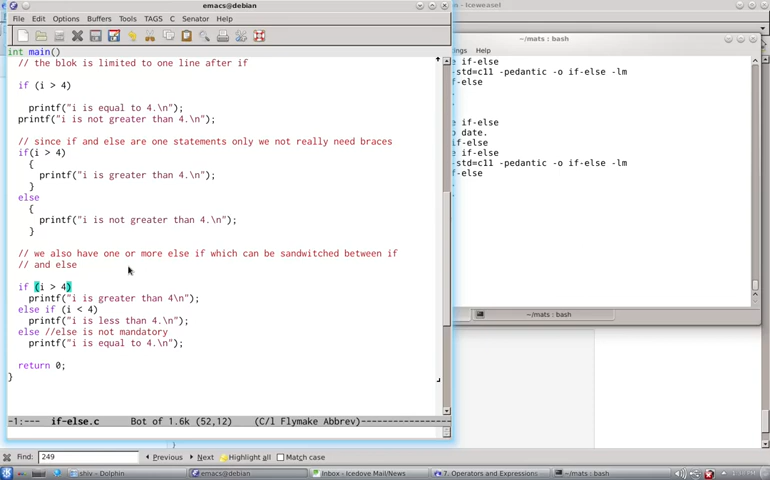 emacs@debian
- Iceweasel
File Edit Options Buffers Tools TAGS C Senator Help
int main()
// the blok is limited to one line after if
if (i > 4)
printf("i is equal to 4.\n");
printf("i is not greater than 4.\n");
// since if and else are one statements only we not really need braces
if(i > 4)
{
printf("i is greater than 4.\n");
}
else
{
printf("i is not greater than 4.\n");
}
// we also have one or more else if which can be sandwitched between if
// and else
if (i > 4)
printf("i is greater than 4\n");
else if (i < 4)
printf("i is less than 4.\n");
else //else is not mandatory
printf("i is equal to 4.\n");
return 0;
}
-1:--- if-else.c Bot of 1.6k (52,12) (C/l Flymake Abbrev)
~/mats : bash
ngs Help
e if-else
-std=c11 -pedantic -o if-else -lm
f-else
.
.
e if-else
o date.
if-else
e if-else
-std=c11 -pedantic -o if-else -lm
f-else
.
.
~/mats : bash
Find: 249 Previous Next Highlight all Match case
shiv - Dolphin emacs@debian Inbox - Icedove Mail/News 7. Operators and Expressions ~/mats : bash